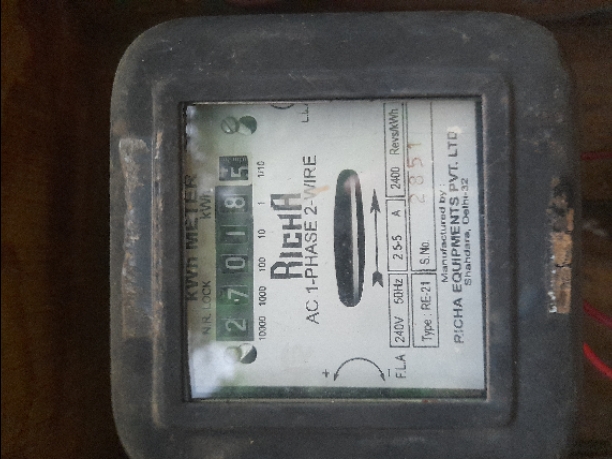 KWh METER
N R. LOCK KWh
2 7 0 1 8 5
10000 1000 100 10 1 1/10
RICHA
AC 1-PHASE 2-WIRE
F.L.A 240V 50Hz 2 5-5 A 2400 Revs/kWh
Type : RE-21 S.No. 2851
Manufactured by :
RICHA EQUIPMENTS PVT. LTD
Shahdara, Delhi-32